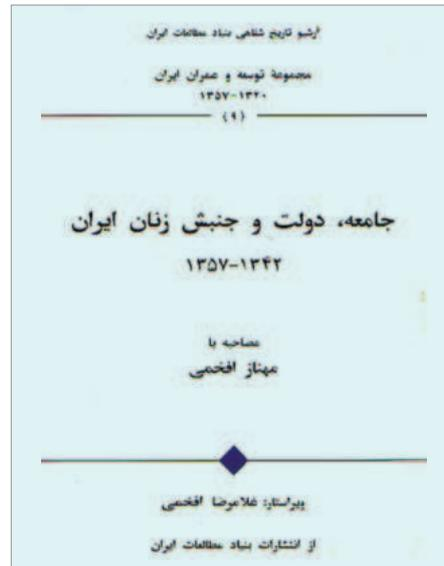 آرشیو تاریخ شفاهی بنیاد مطالعات ایران
مجموعهٔ توسعه و عمران ایران
۱۳۲۰-۱۳۵۷
(۹)
جامعه، دولت و جنبش زنان ایران
۱۳۴۲-۱۳۵۷
مصاحبه با
مهناز افخمی
ویراستار: غلامرضا افخمی
از انتشارات بنیاد مطالعات ایران